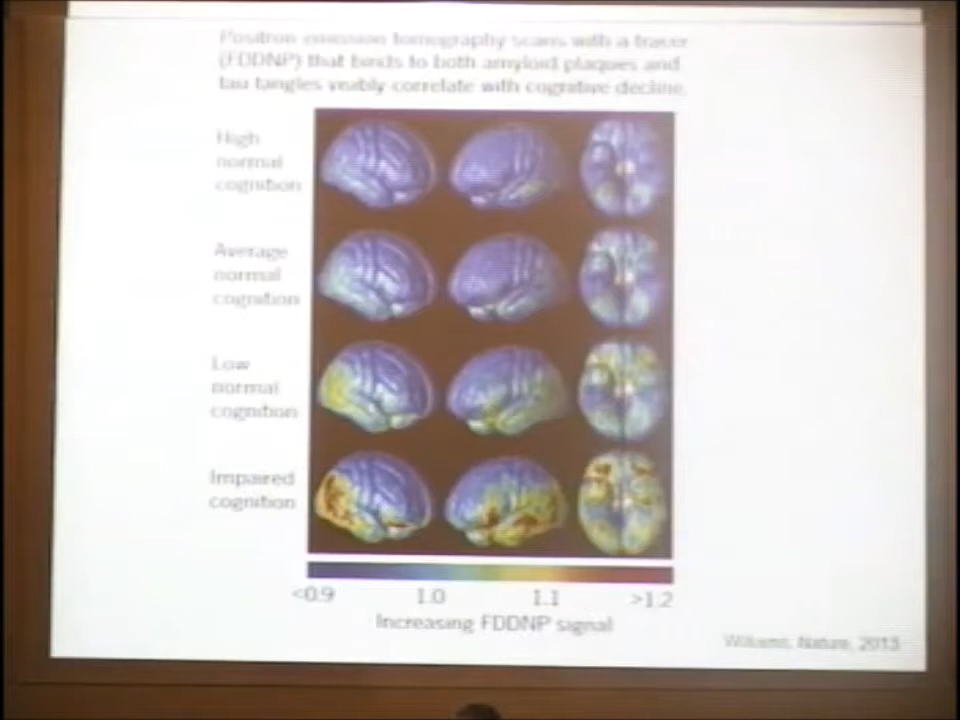 Positron emission tomography scans with a tracer
(FDDNP) that binds to both amyloid plaques and
tau tangles visibly correlate with cognitive decline.
High
normal
cognition
Average
normal
cognition
Low
normal
cognition
Impaired
cognition
<0.9 1.0 1.1 >1.2
Increasing FDDNP signal
Williams, Nature, 2013